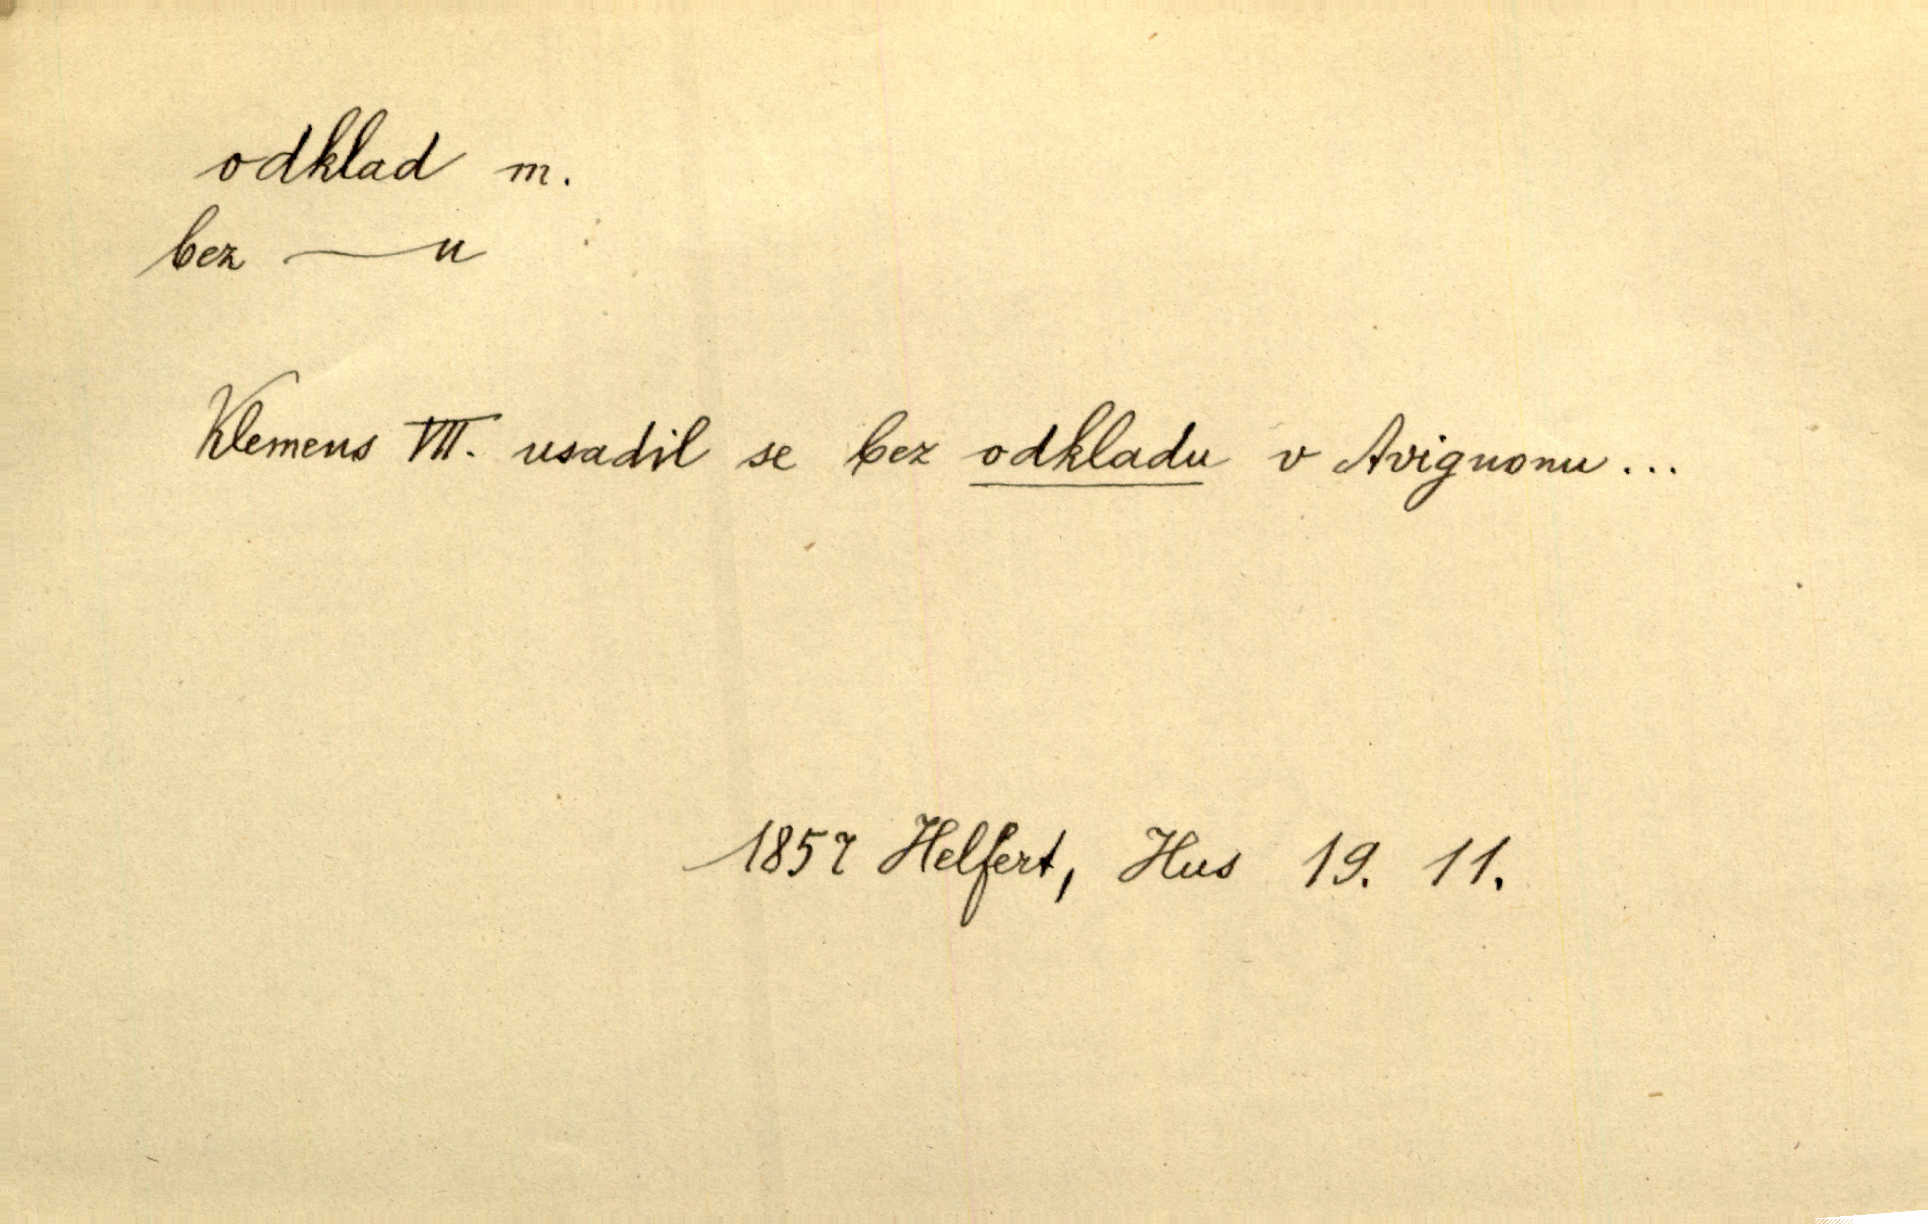 odklad m.
bez —u
Klemens VII. usadil se bez odkladu v Avignonu...
1857 Helfert, Hus 19. 11.